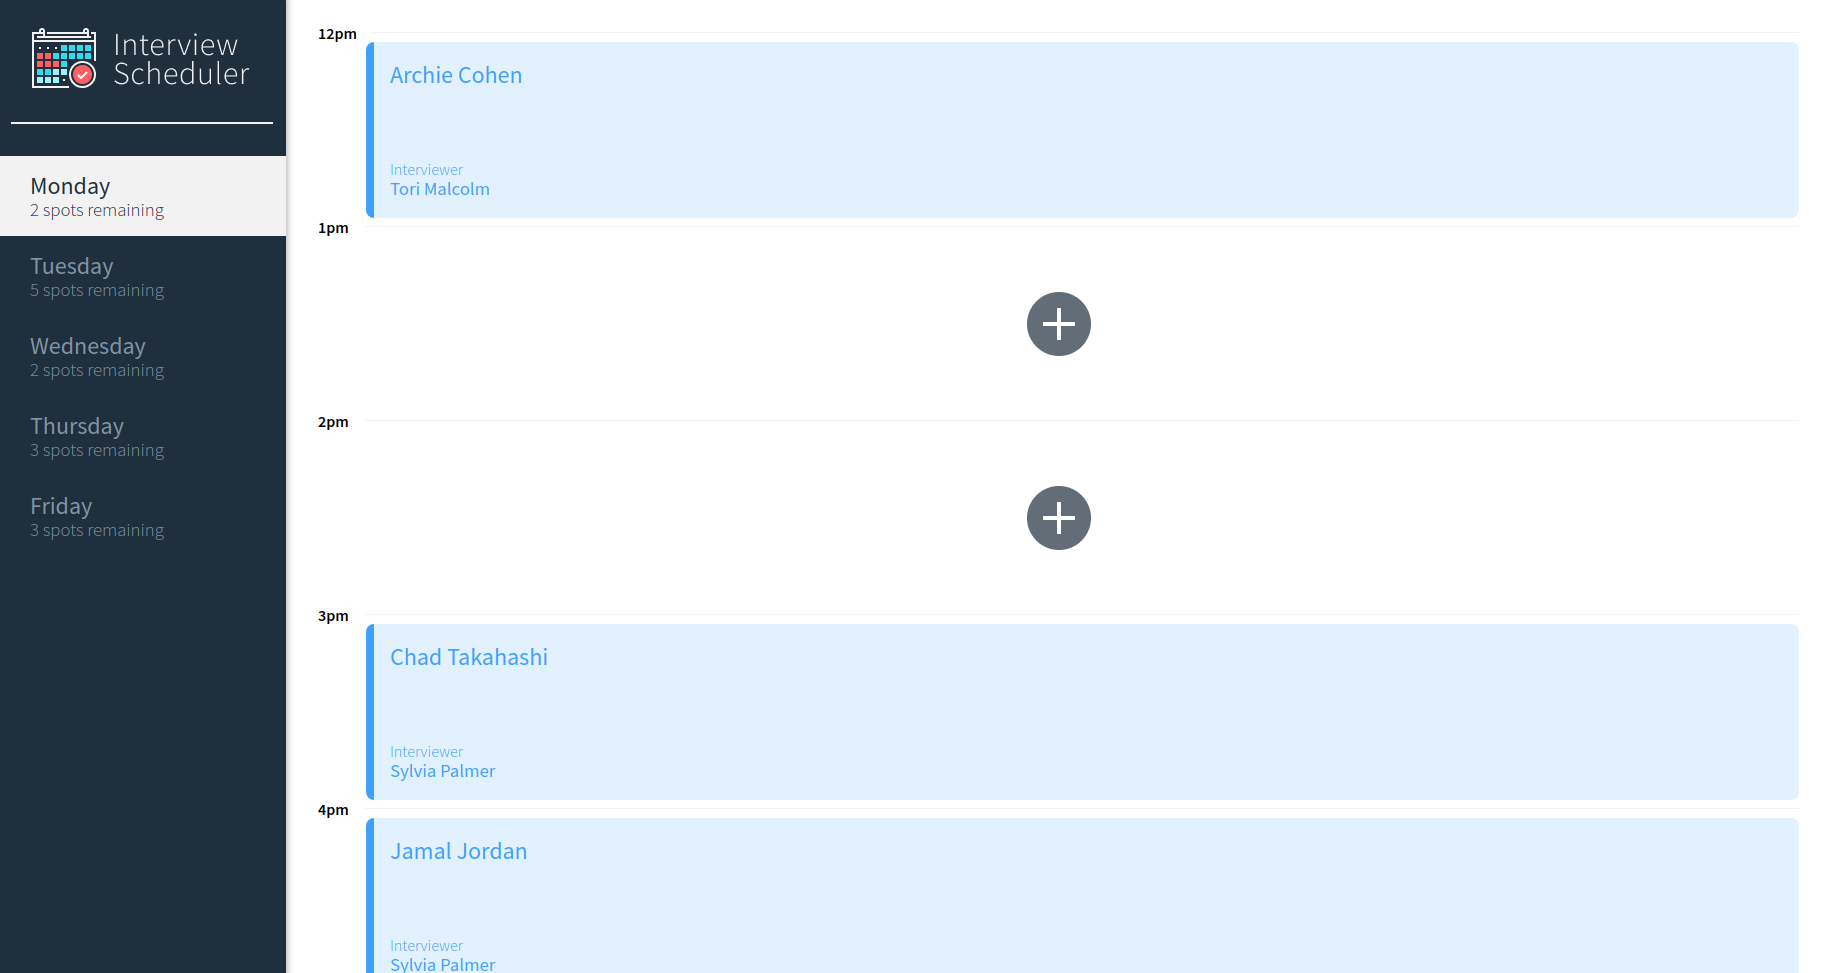 Interview
Scheduler
Monday
2 spots remaining
Tuesday
5 spots remaining
Wednesday
2 spots remaining
Thursday
3 spots remaining
Friday
3 spots remaining
12pm
Archie Cohen
Interviewer
Tori Malcolm
1pm
2pm
3pm
Chad Takahashi
Interviewer
Sylvia Palmer
4pm
Jamal Jordan
Interviewer
Sylvia Palmer